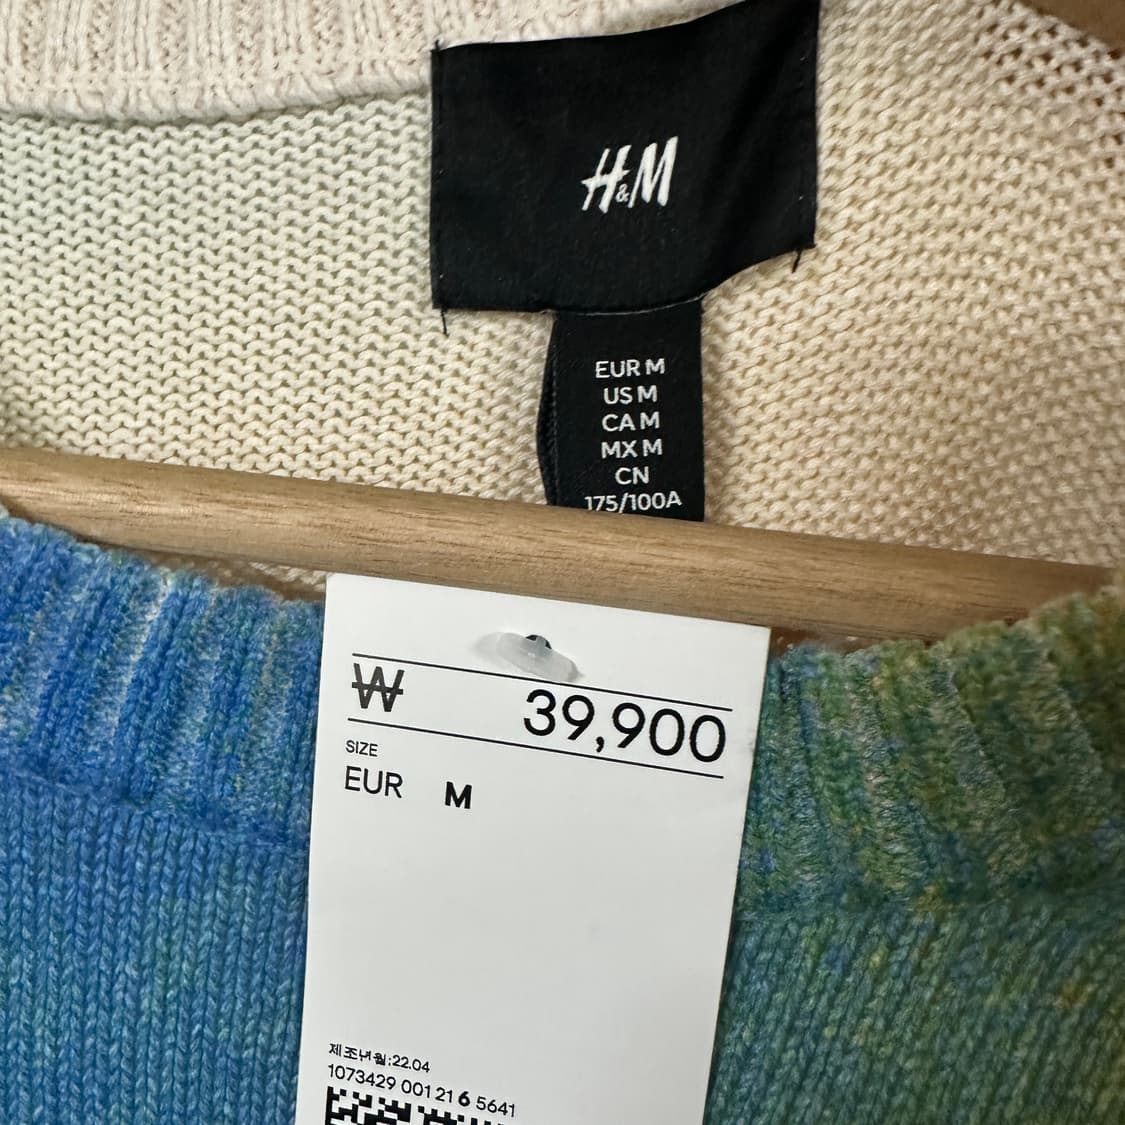 H&M
EUR M
US M
CA M
MX M
CN
175/100A
₩ 39,900
SIZE
EUR M
제조년월:22.04
1073429 001 21 6 5641